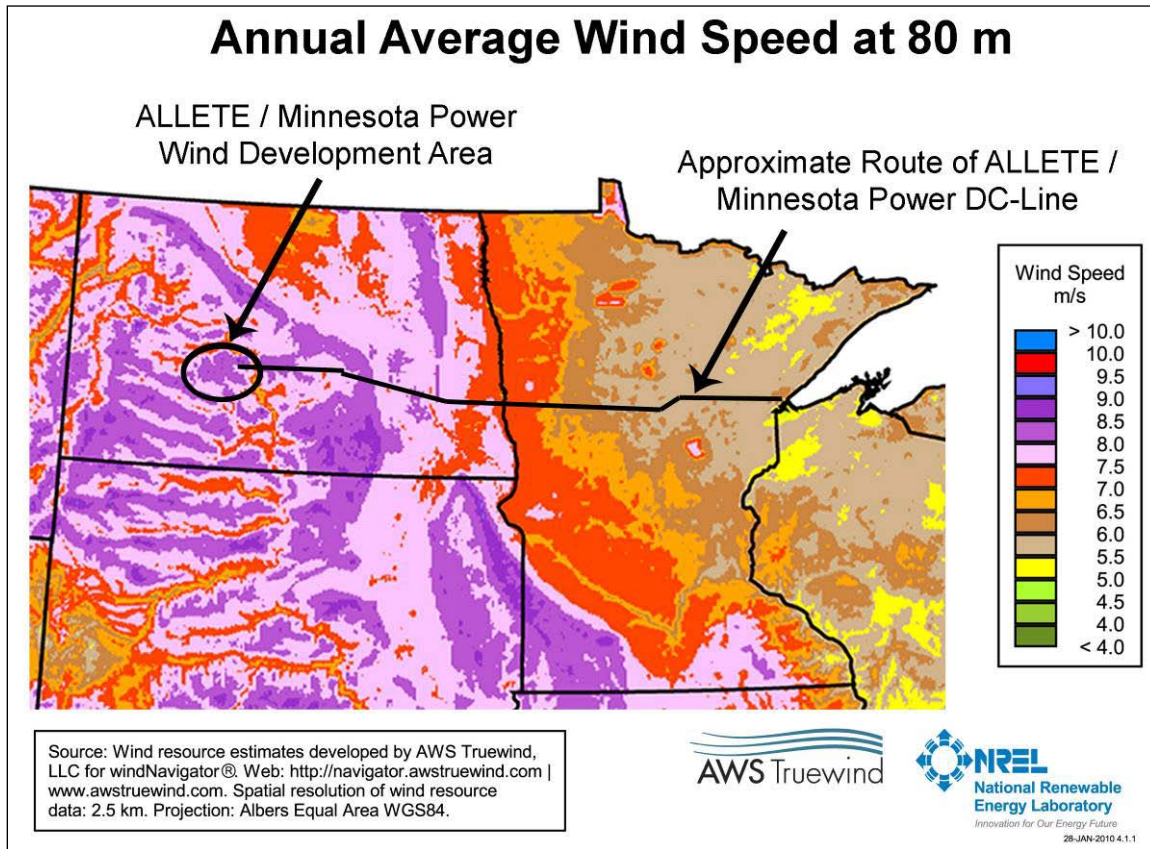 Annual Average Wind Speed at 80 m
ALLETE / Minnesota Power
Wind Development Area
Approximate Route of ALLETE /
Minnesota Power DC-Line
Wind Speed
m/s
> 10.0
10.0
9.5
9.0
8.5
8.0
7.5
7.0
6.5
6.0
5.5
5.0
4.5
4.0
< 4.0
Source: Wind resource estimates developed by AWS Truewind,
LLC for windNavigator®. Web: http://navigator.awstruewind.com |
www.awstruewind.com. Spatial resolution of wind resource
data: 2.5 km. Projection: Albers Equal Area WGS84.
AWS Truewind
NREL
National Renewable
Energy Laboratory
Innovation for Our Energy Future
28-JAN-2010 4.1.1